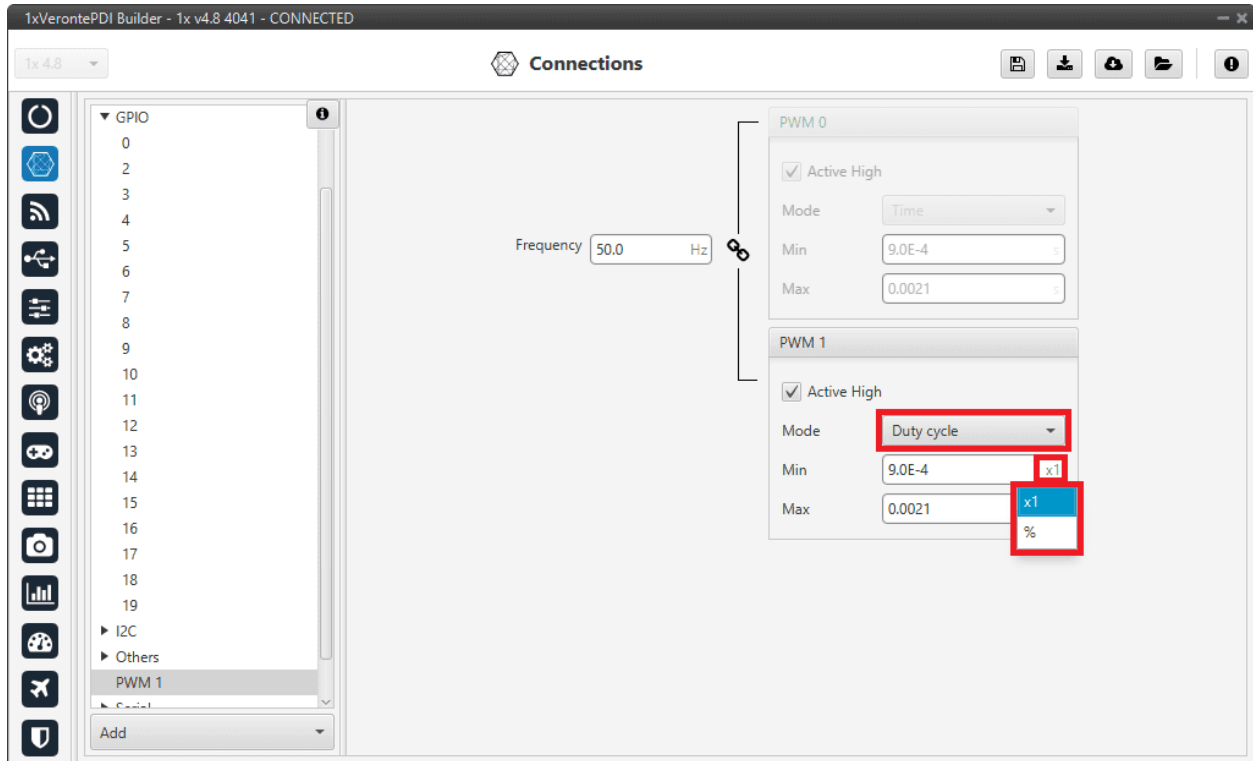 1xVerontePDI Builder - 1x v4.8 4041 - CONNECTED
1x 4.8
Connections
GPIO
0
2
3
4
5
6
7
8
9
10
11
12
13
14
15
16
17
18
19
I2C
Others
PWM 1
Serial
Add
Frequency 50.0 Hz
PWM 0
Active High
Mode Time
Min 9.0E-4 s
Max 0.0021 s
PWM 1
Active High
Mode Duty cycle
Min 9.0E-4 x1
Max 0.0021
x1
%